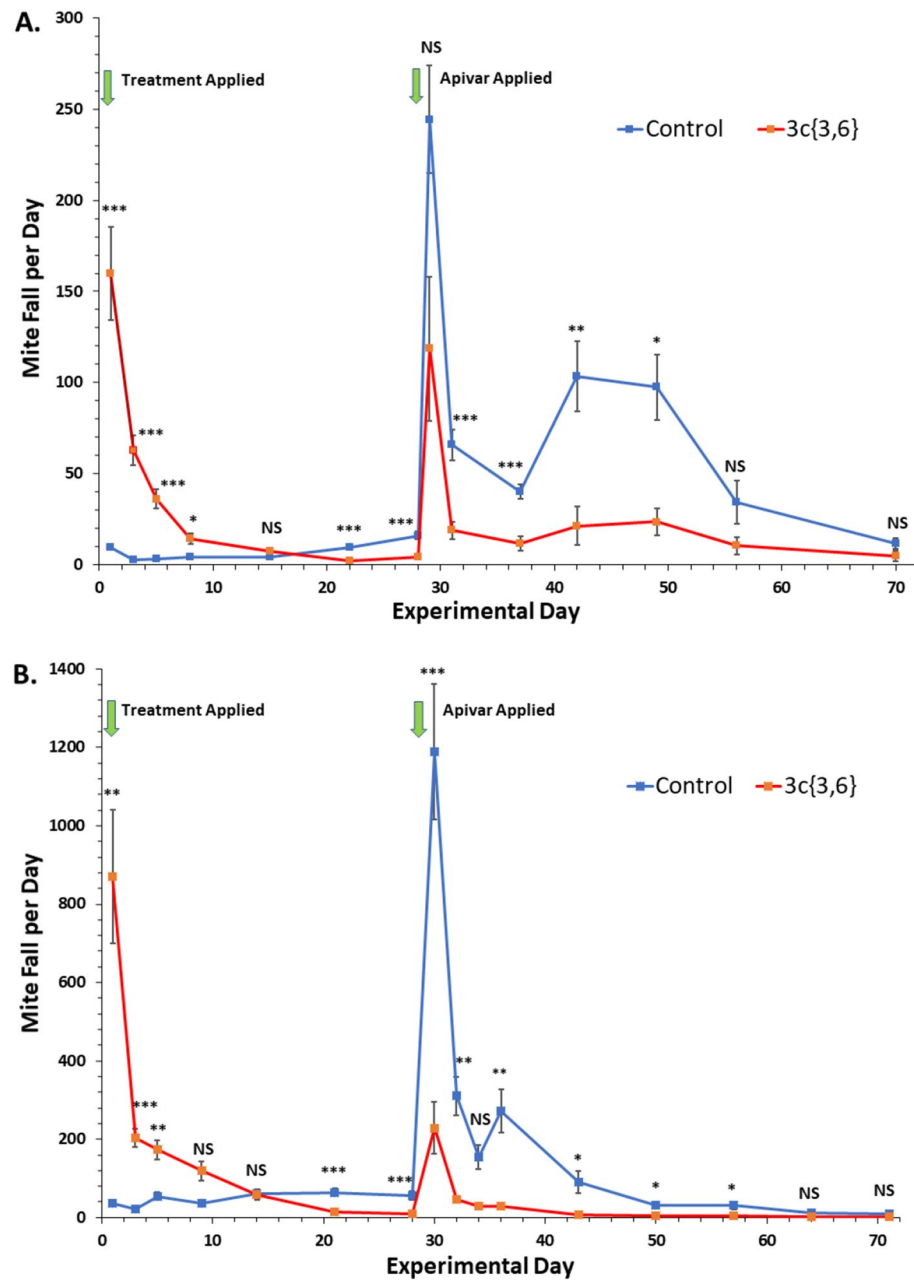 A.
300
NS
Treatment Applied
Apivar Applied
250
Control 3c{3,6}
200
***
150
**
*
100
***
***
50
***
***
NS
*
NS
***
***
NS
0
0 10 20 30 40 50 60 70
Mite Fall per Day
Experimental Day
B.
1400
***
Treatment Applied
Apivar Applied
1200
Control 3c{3,6}
**
1000
800
600
400
**
**
NS
***
**
NS
NS
***
***
*
*
*
NS
NS
200
0
0 10 20 30 40 50 60 70
Mite Fall per Day
Experimental Day